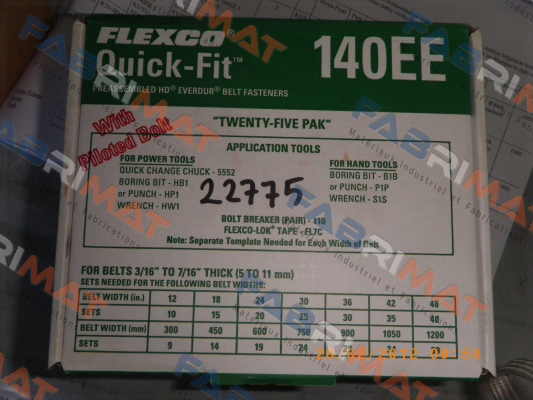 FLEXCO
Quick-Fit™
140EE
PREASSEMBLED HD® EVERDUR® BELT FASTENERS
With
Piloted Bolt
"TWENTY-FIVE PAK"
APPLICATION TOOLS
FOR POWER TOOLS
QUICK CHANGE CHUCK - 5552
BORING BIT - HB1
or PUNCH - HP1
WRENCH - HW1
FOR HAND TOOLS
BORING BIT - B1B
or PUNCH - P1P
WRENCH - S1S
22775
BOLT BREAKER (PAIR) - 110
FLEXCO-LOK® TAPE - FL7C
Note: Separate Template Needed for Each Width of Belt
FOR BELTS 3/16" TO 7/16" THICK (5 TO 11 mm)
SETS NEEDED FOR THE FOLLOWING BELT WIDTHS:
BELT WIDTH (in.) 12 18 24 30 36 42 48
SETS 10 15 20 25 30 35 40
BELT WIDTH (mm) 300 450 600 750 900 1050 1200
SETS 9 14 19 24
FABRIMAT